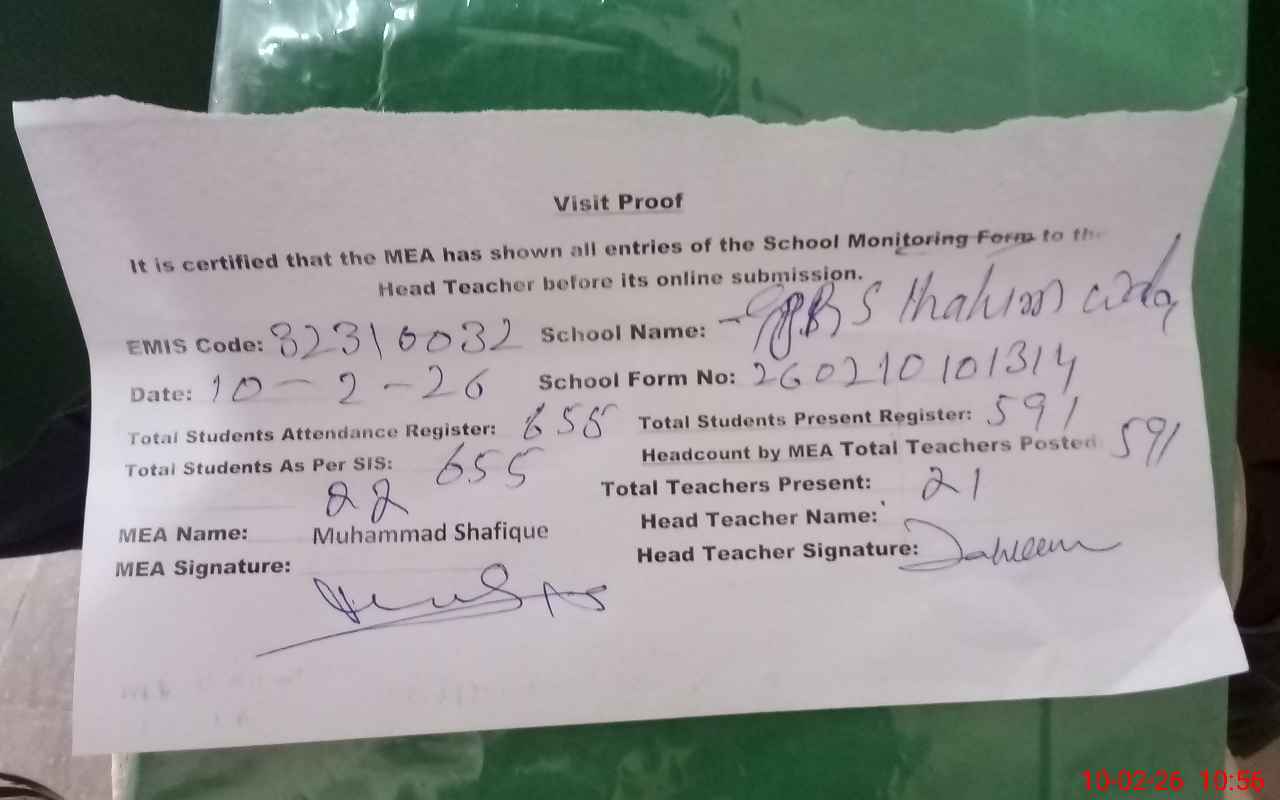 Visit Proof
It is certified that the MEA has shown all entries of the School Monitoring Form to the
Head Teacher before its online submission.
EMIS Code: 32310032 School Name: S
Date: 10-2-26 School Form No: 260210101314
Total Students Attendance Register: 655 Total Students Present Register: 591
Total Students As Per SIS: 655 Headcount by MEA Total Teachers Posted 591
22 Total Teachers Present: 21
MEA Name: Muhammad Shafique Head Teacher Name:
MEA Signature: Head Teacher Signature:
10-02-26 10:56